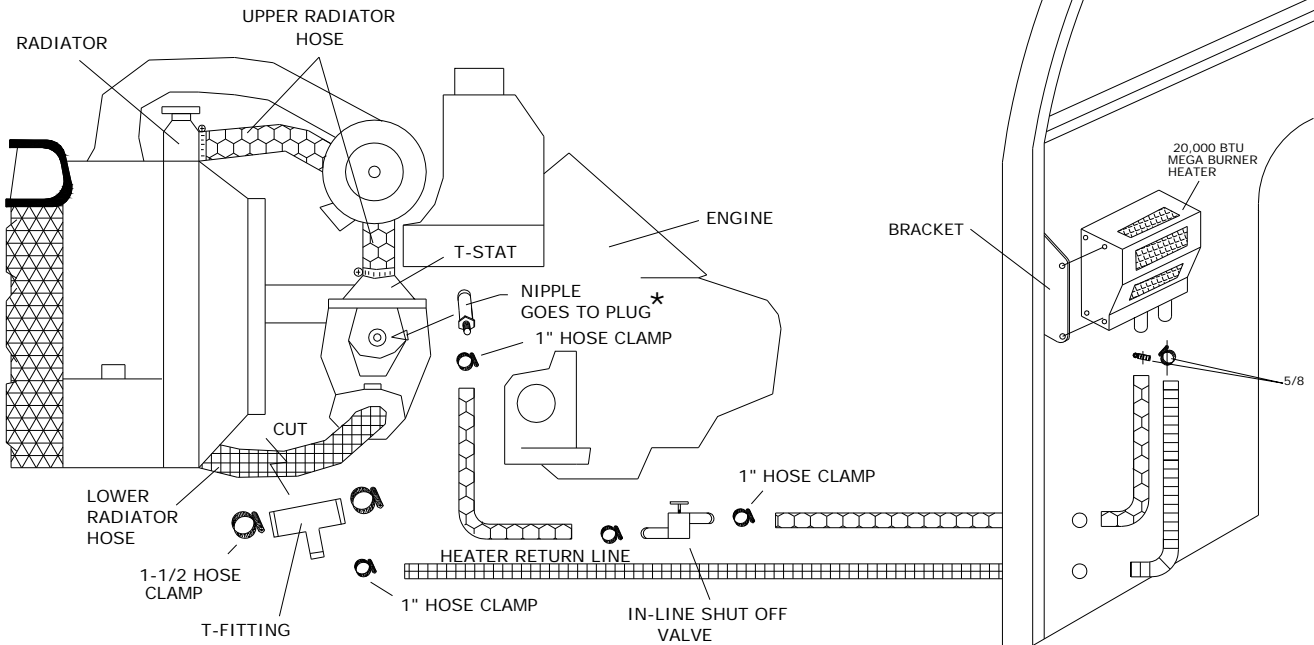 UPPER RADIATOR
HOSE
RADIATOR
20,000 BTU
MEGA BURNER
HEATER
ENGINE
BRACKET
T-STAT
NIPPLE
GOES TO PLUG*
1" HOSE CLAMP
5/8
CUT
1" HOSE CLAMP
LOWER
RADIATOR
HOSE
HEATER RETURN LINE
1-1/2 HOSE
CLAMP
1" HOSE CLAMP
IN-LINE SHUT OFF
VALVE
T-FITTING